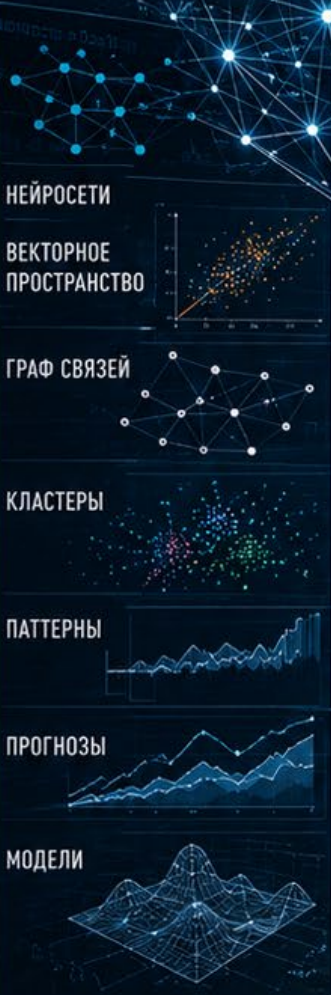 НЕЙРОСЕТИ
ВЕКТОРНОЕ
ПРОСТРАНСТВО
ГРАФ СВЯЗЕЙ
КЛАСТЕРЫ
ПАТТЕРНЫ
ПРОГНОЗЫ
МОДЕЛИ